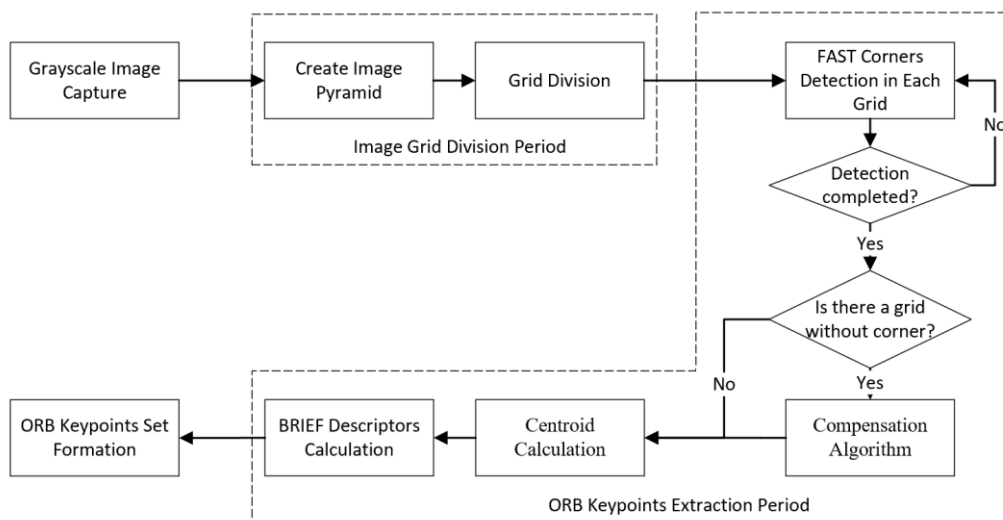 Grayscale Image
Capture
Create Image
Pyramid
Grid Division
Image Grid Division Period
FAST Corners
Detection in Each
Grid
No
Detection
completed?
Yes
Is there a grid
without corner?
No
Yes
Compensation
Algorithm
Centroid
Calculation
BRIEF Descriptors
Calculation
ORB Keypoints Set
Formation
ORB Keypoints Extraction Period